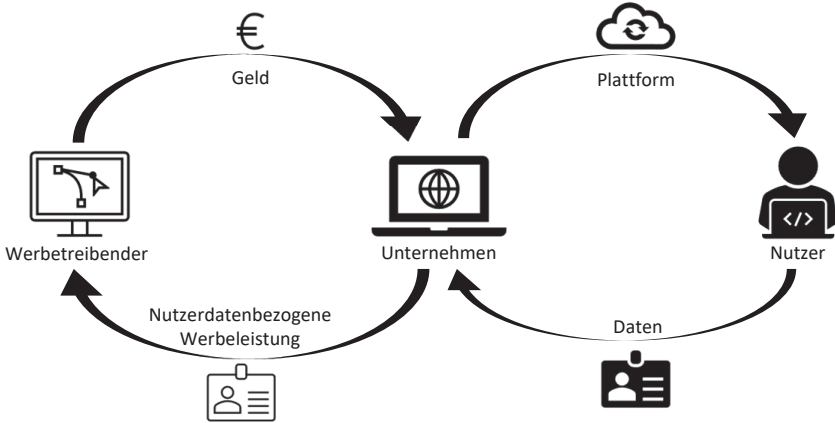 €
Geld
Plattform
</>
Werbetreibender
Unternehmen
Nutzer
Nutzerdatenbezogene
Werbeleistung
Daten